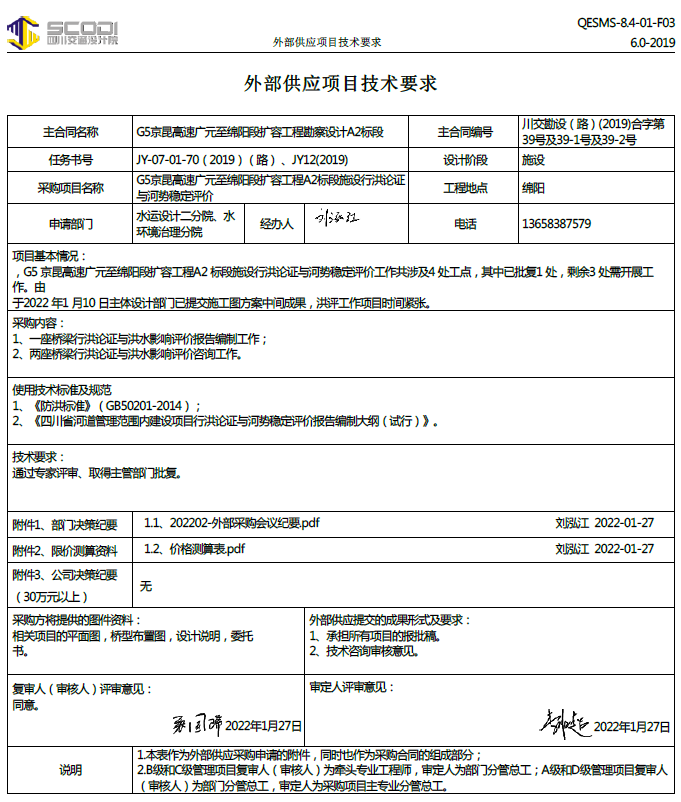 SCODI
四川交通设计院
外部供应项目技术要求
QESMS-8.4-01-F03
6.0-2019
外部供应项目技术要求
主合同名称 G5京昆高速广元至绵阳段扩容工程勘察设计A2标段 主合同编号 川交勘设（路）(2019)合字第
39号及39-1号及39-2号
任务书号 JY-07-01-70（2019）（路）、JY12(2019) 设计阶段 施设
采购项目名称 G5京昆高速广元至绵阳段扩容工程A2标段施设行洪论证
与河势稳定评价 工程地点 绵阳
申请部门 水运设计二分院、水
环境治理分院 经办人 刘泓江 电话 13658387579
项目基本情况：
，G5 京昆高速广元至绵阳段扩容工程A2 标段施设行洪论证与河势稳定评价工作共涉及4 处工点，其中已批复1 处，剩余3 处需开展工
作。由
于2022 年1 月10 日主体设计部门已提交施工图方案中间成果，洪评工作项目时间紧张。
采购内容：
1、一座桥梁行洪论证与洪水影响评价报告编制工作；
2、两座桥梁行洪论证与洪水影响评价咨询工作。
使用技术标准及规范
1、《防洪标准》（GB50201-2014）；
2、《四川省河道管理范围内建设项目行洪论证与河势稳定评价报告编制大纲（试行）》。
技术要求：
通过专家评审、取得主管部门批复。
附件1、部门决策纪要 1.1、202202-外部采购会议纪要.pdf 刘泓江 2022-01-27
附件2、限价测算资料 1.2、价格测算表.pdf 刘泓江 2022-01-27
附件3、公司决策纪要
（30万元以上） 无
采购方将提供的图件资料：
相关项目的平面图，桥型布置图，设计说明，委托
书。
外部供应提交的成果形式及要求：
1、承担所有项目的报批稿。
2、技术咨询审核意见。
复审人（审核人）评审意见：
同意。
2022年1月27日
审定人评审意见：
2022年1月27日
说明
1.本表作为外部供应采购申请的附件，同时也作为采购合同的组成部分；
2.B级和C级管理项目复审人（审核人）为牵头专业工程师，审定人为部门分管总工；A级和D级管理项目复审人
（审核人）为部门分管总工，审定人为采购项目主专业分管总工。